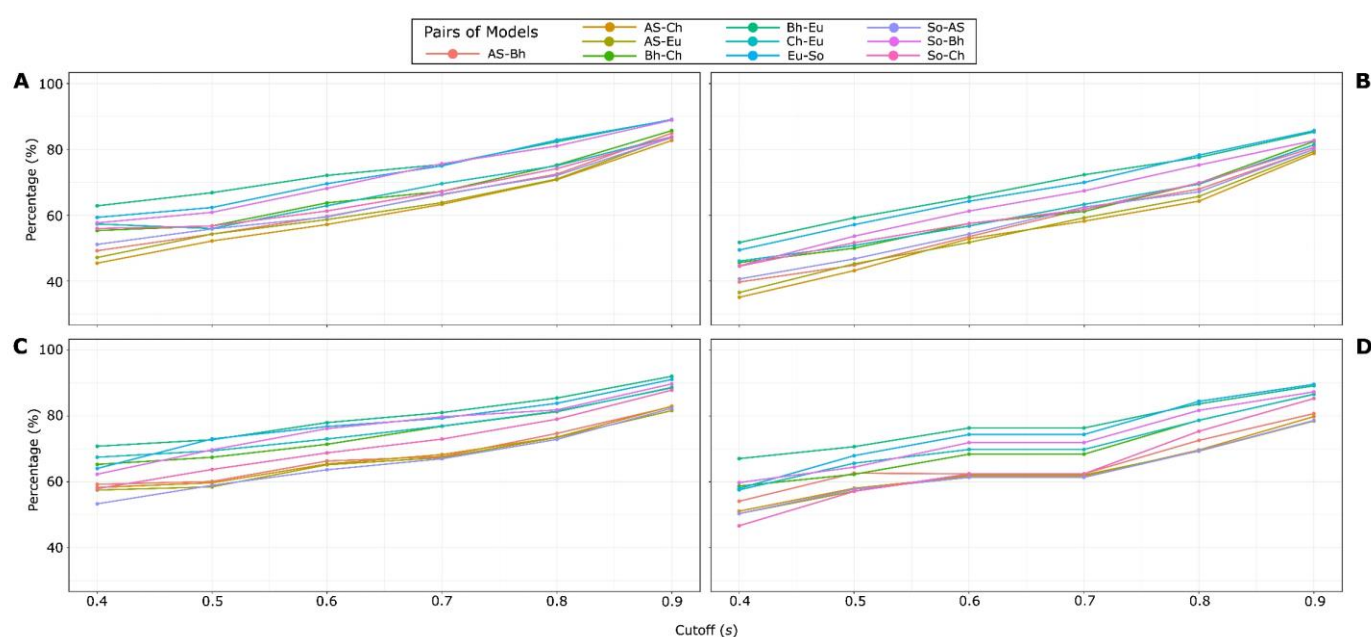 Pairs of Models
AS-Bh
AS-Ch
AS-Eu
Bh-Ch
Bh-Eu
Ch-Eu
Eu-So
So-AS
So-Bh
So-Ch
A
B
Percentage (%)
100
80
60
40
C
D
Percentage (%)
100
80
60
40
0.4 0.5 0.6 0.7 0.8 0.9 0.4 0.5 0.6 0.7 0.8 0.9
Cutoff (s)